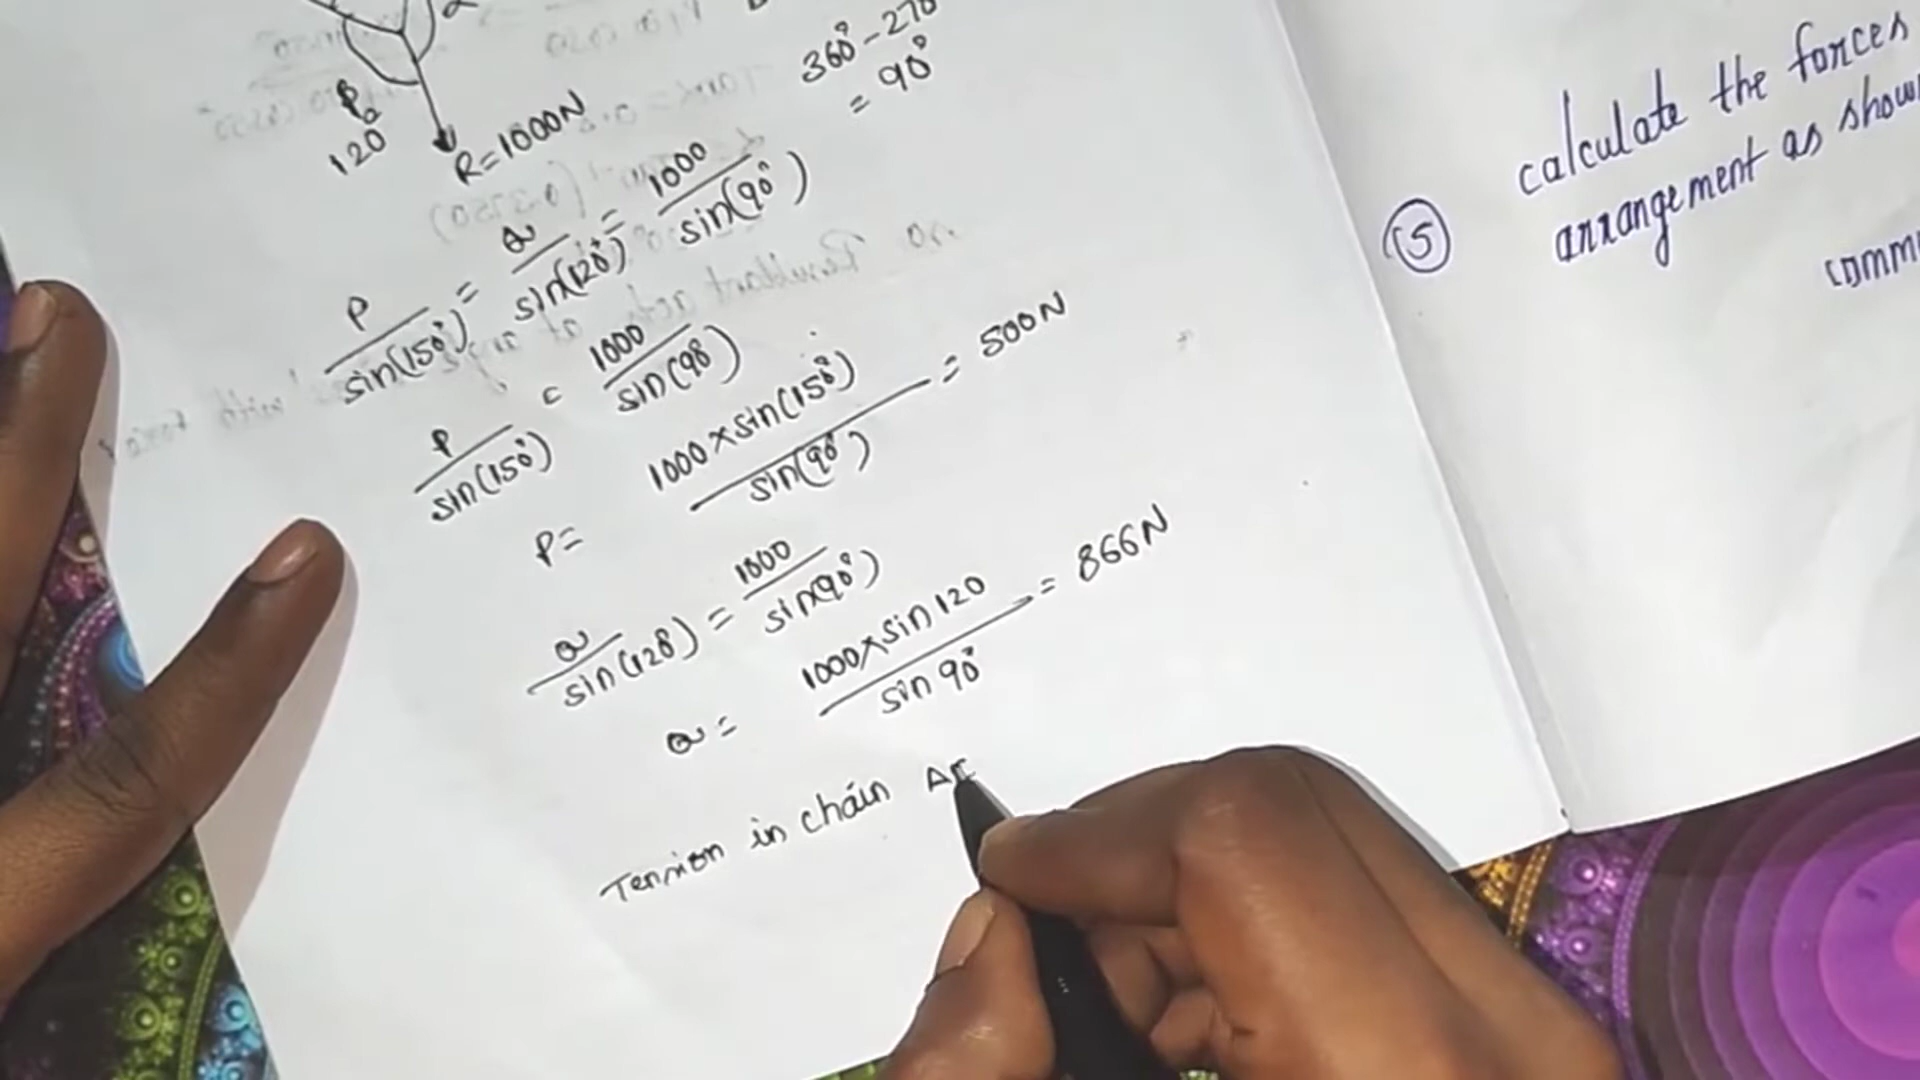 360° - 270
= 90°
120
R=1000N
P/sin(150°) = Q/sin(120°) = 1000/sin(90°)
P/sin(150°) = 1000/sin(90°)
P= 1000×sin(150°)/sin(90°) = 500N
Q/sin(120°) = 1000/sin(90°)
Q= 1000×sin 120/sin 90° = 866N
Tension in chain
(5) calculate the forces
arrangement as show
comm